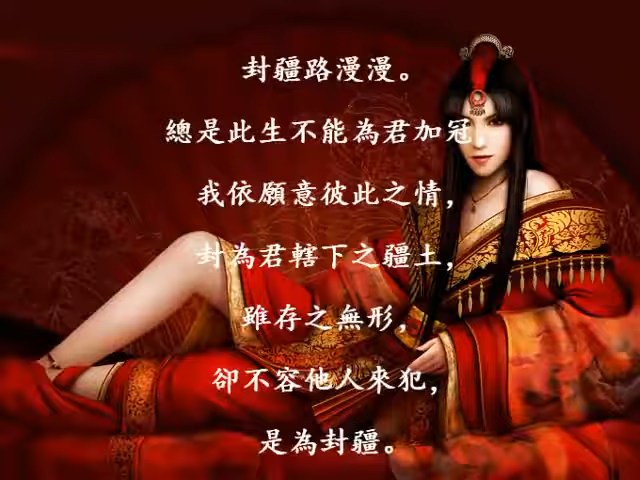 封疆路漫漫。
總是此生不能為君加冠,
我依願意彼此之情,
封為君轄下之疆土,
雖存之無形,
卻不容他人來犯,
是為封疆。